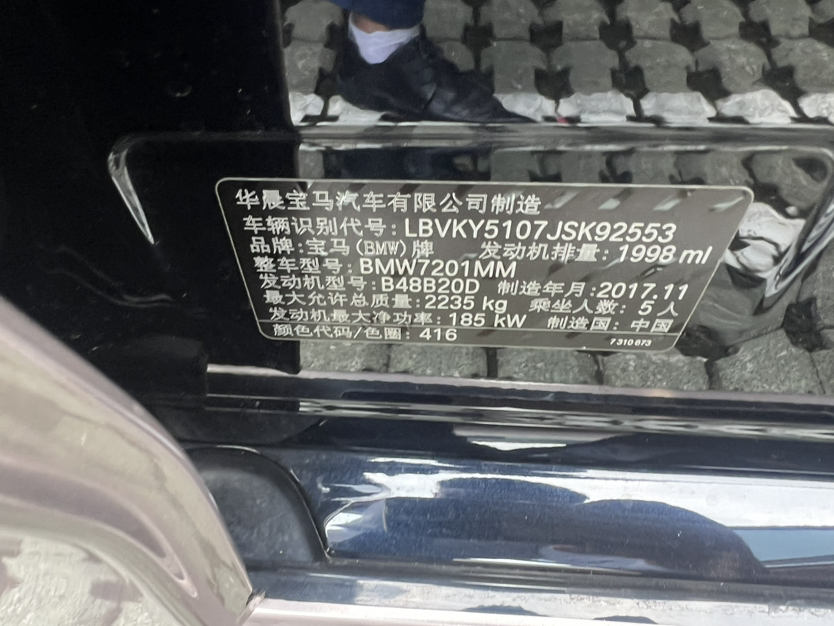 华晨宝马汽车有限公司制造
车辆识别代号: LBVKY5107JSK92553
品牌: 宝马(BMW)牌 发动机排量: 1998 ml
整车型号: BMW7201MM
发动机型号: B48B20D 制造年月: 2017.11
最大允许总质量: 2235 kg 乘坐人数: 5 人
发动机最大净功率: 185 kW 制造国: 中国
颜色代码/色圈: 416 7310673